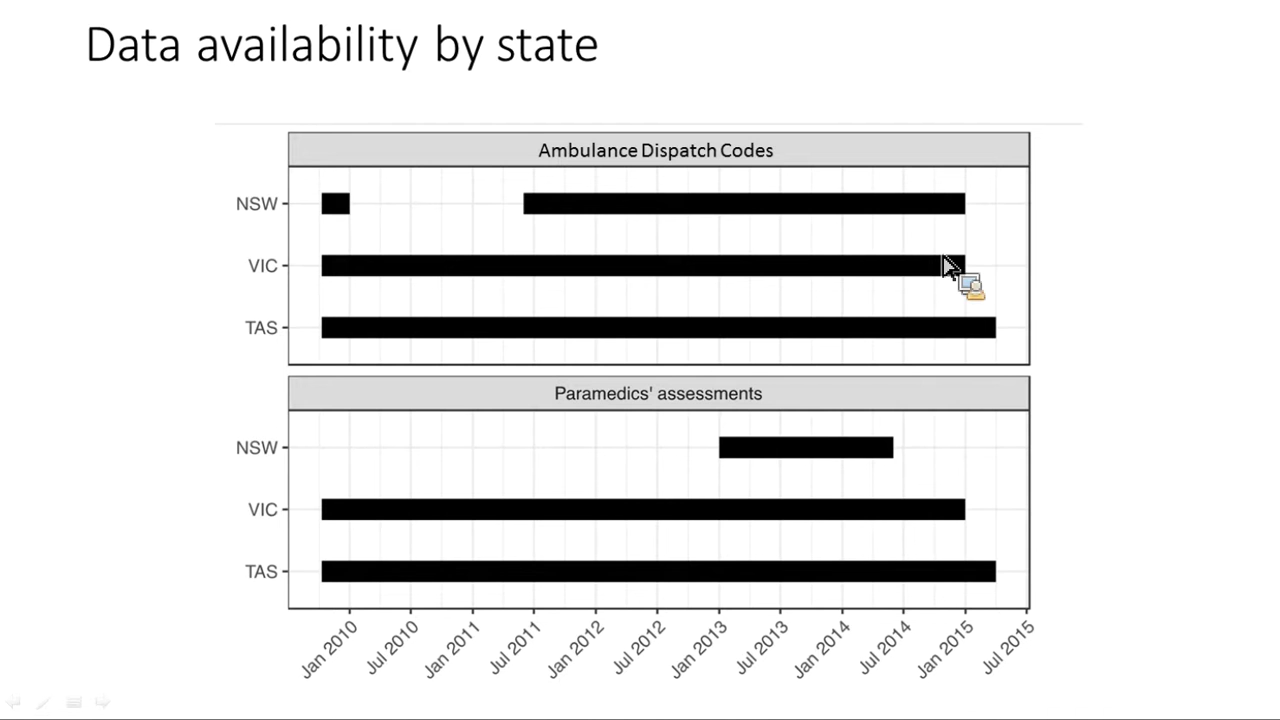 Data availability by state
Ambulance Dispatch Codes
NSW
VIC
TAS
Paramedics' assessments
NSW
VIC
TAS
Jan 2010
Jul 2010
Jan 2011
Jul 2011
Jan 2012
Jul 2012
Jan 2013
Jul 2013
Jan 2014
Jul 2014
Jan 2015
Jul 2015